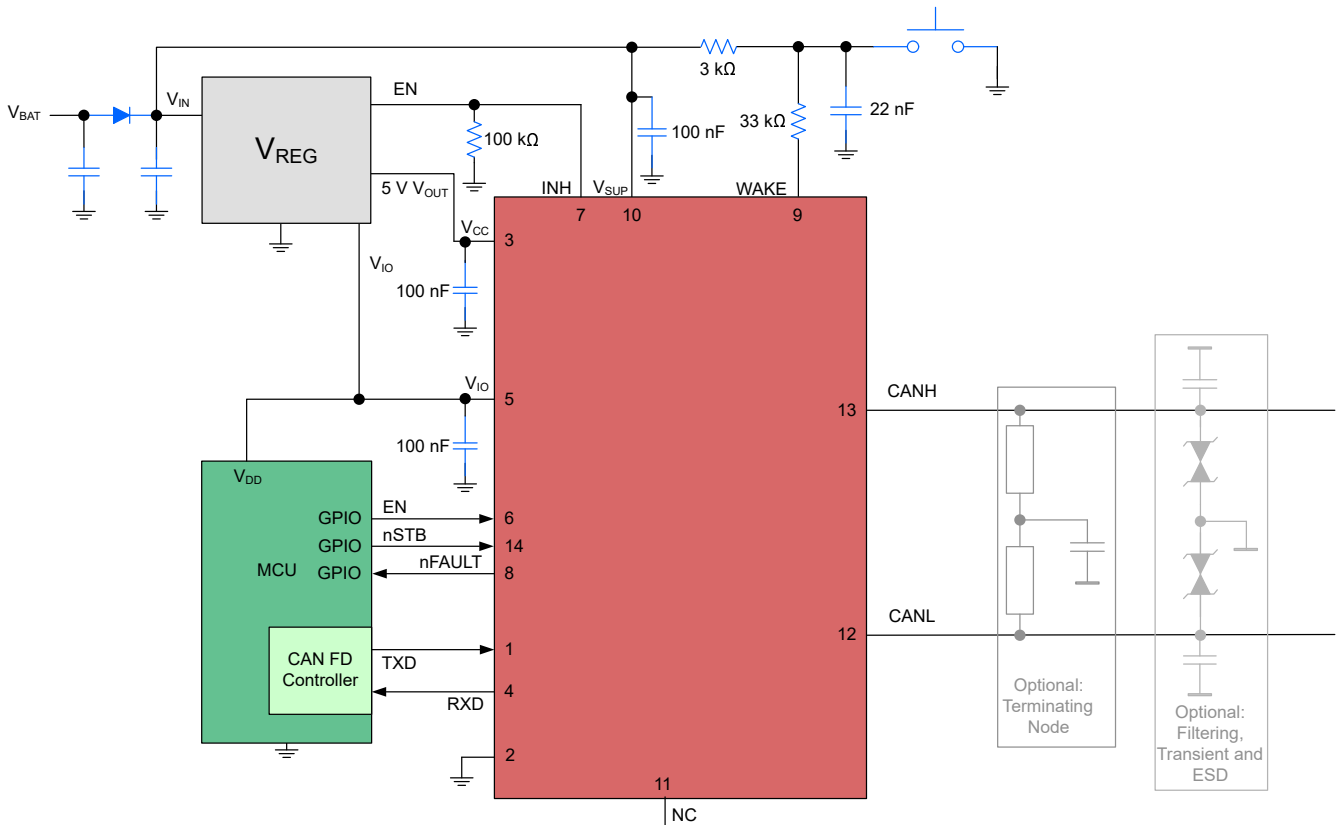 3 kΩ
EN
VIN
VBAT
22 nF
33 kΩ
100 nF
100 kΩ
VREG
5 V VOUT
INH
VSUP
WAKE
7
10
9
VCC
3
VIO
100 nF
VIO
5
CANH
13
100 nF
VDD
GPIO
EN
6
GPIO
nSTB
14
MCU
GPIO
nFAULT
8
CANL
12
CAN FD
Controller
TXD
1
RXD
4
Optional:
Terminating
Node
Optional:
Filtering,
Transient and
ESD
2
11
NC